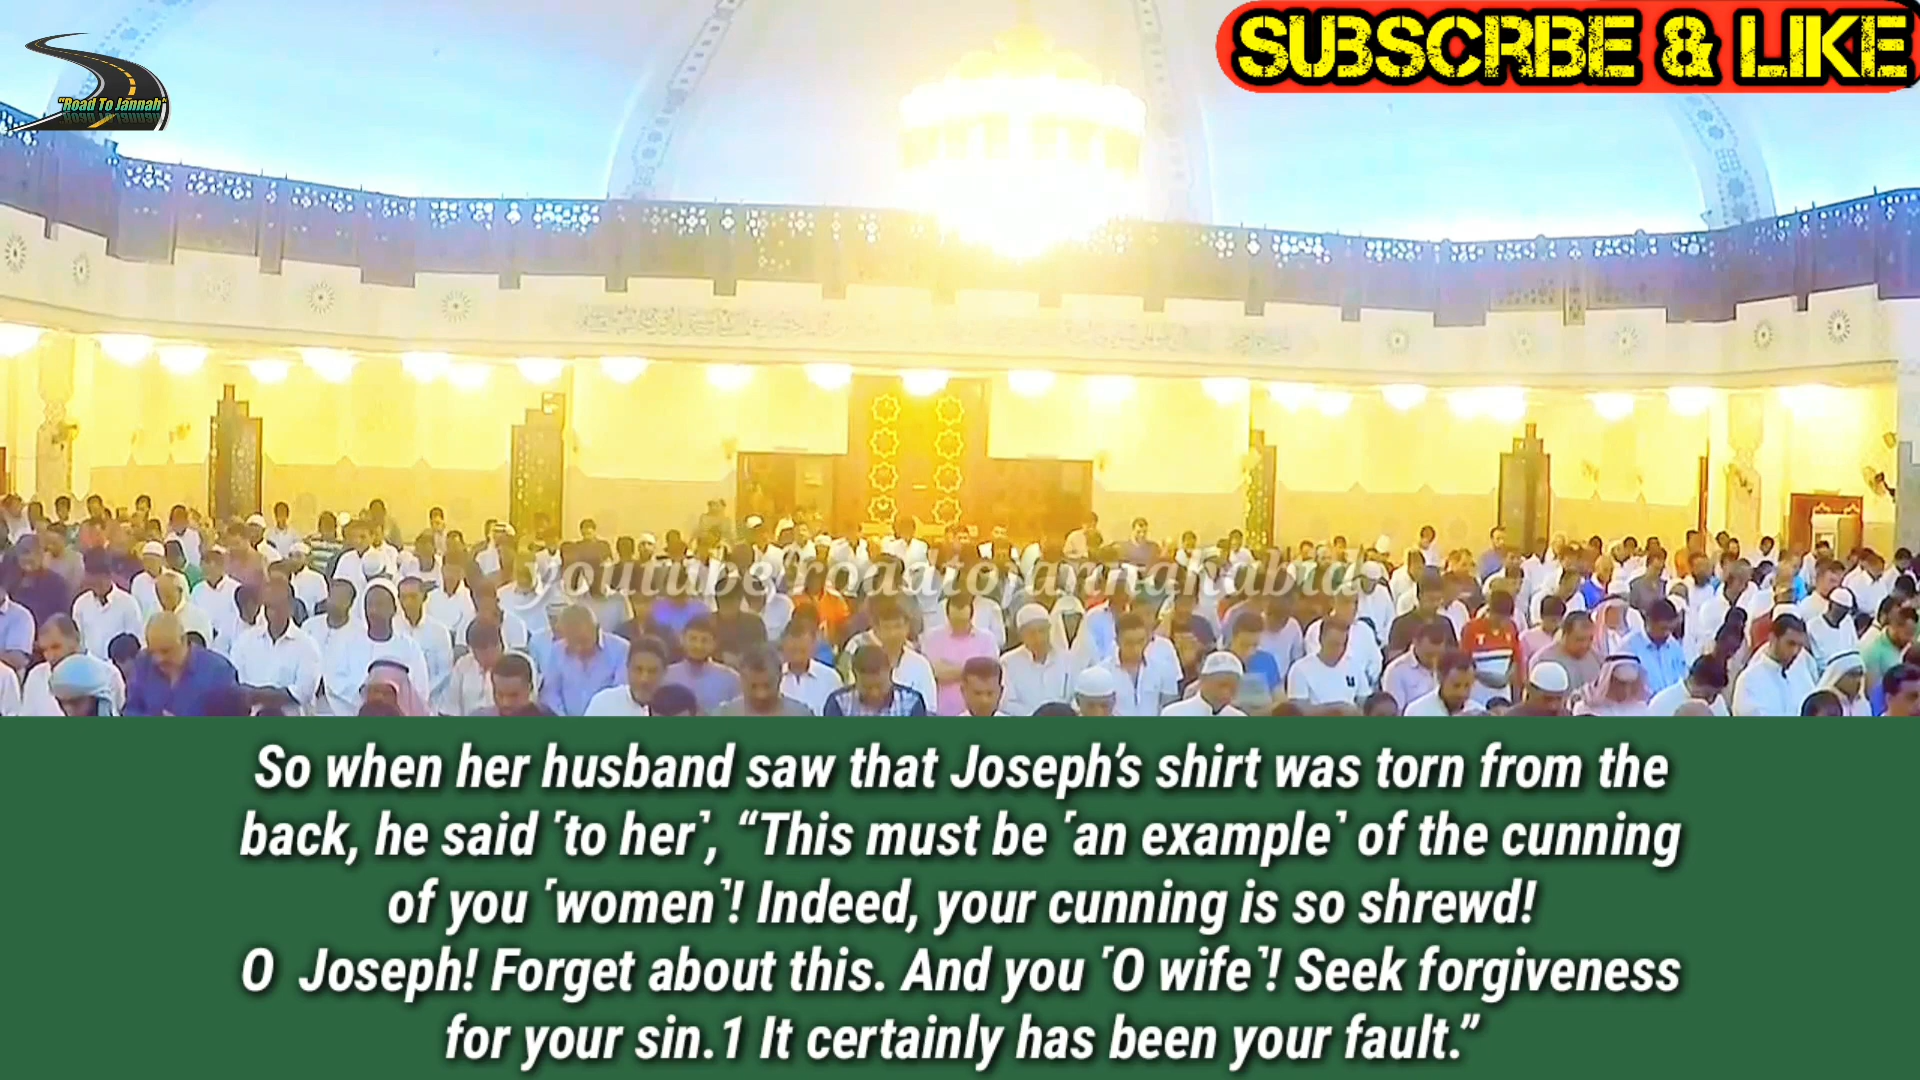 SUBSCRBE & LIKE
"Road To Jannah"
youtube/roadtojannahabid
So when her husband saw that Joseph’s shirt was torn from the
back, he said ˹to her˺, “This must be ˹an example˺ of the cunning
of you ˹women˺! Indeed, your cunning is so shrewd!
O Joseph! Forget about this. And you ˹O wife˺! Seek forgiveness
for your sin.1 It certainly has been your fault.”